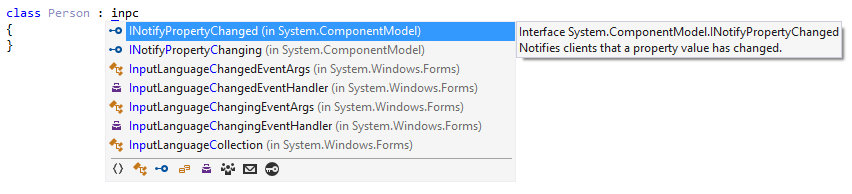 class Person : inpc
{
}
INotifyPropertyChanged (in System.ComponentModel)
INotifyPropertyChanging (in System.ComponentModel)
InputLanguageChangedEventArgs (in System.Windows.Forms)
InputLanguageChangedEventHandler (in System.Windows.Forms)
InputLanguageChangingEventArgs (in System.Windows.Forms)
InputLanguageChangingEventHandler (in System.Windows.Forms)
InputLanguageCollection (in System.Windows.Forms)
Interface System.ComponentModel.INotifyPropertyChanged
Notifies clients that a property value has changed.